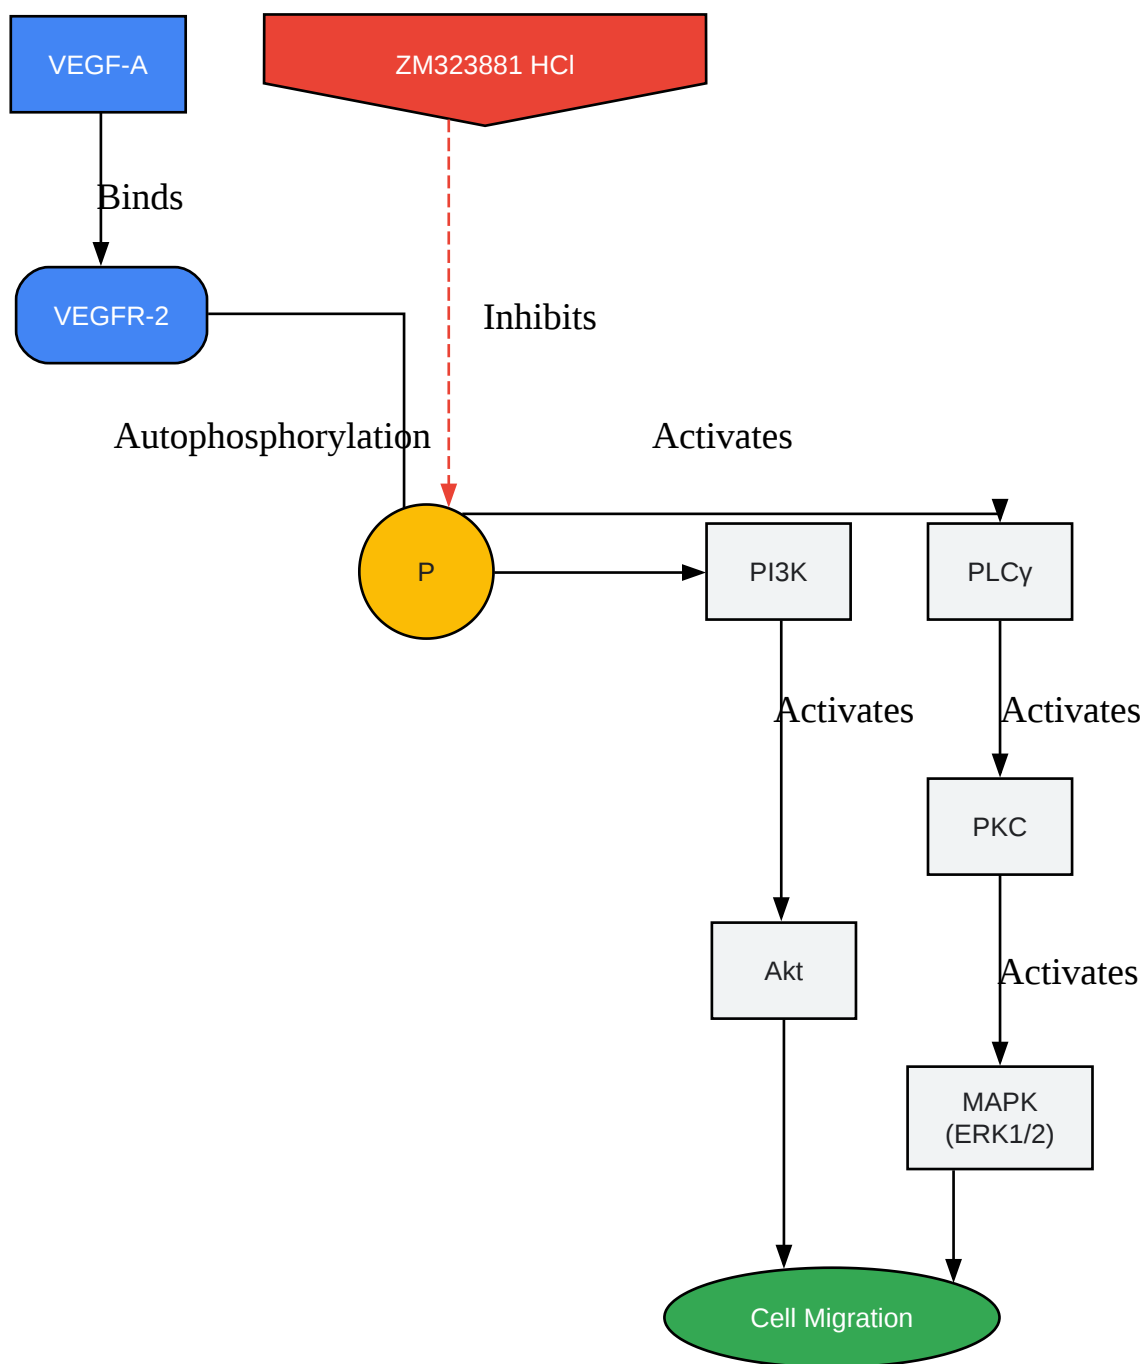 VEGF-A
ZM323881 HCl
Binds
VEGFR-2
Inhibits
Autophosphorylation
Activates
P
PI3K
PLCγ
Activates
Activates
PKC
Akt
Activates
MAPK
(ERK1/2)
Cell Migration